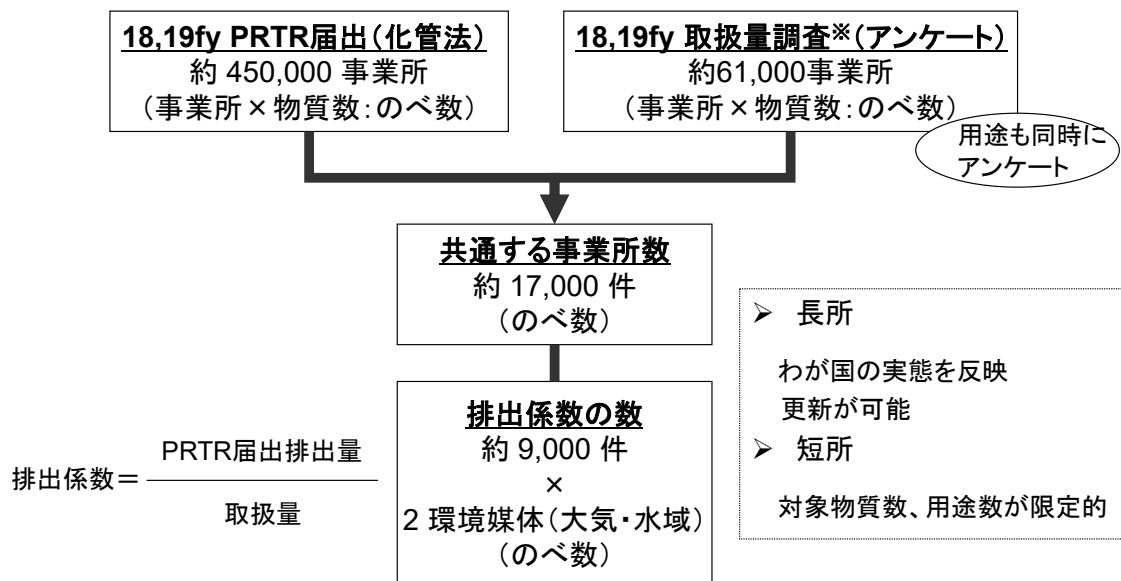 18,19fy PRTR届出（化管法）
約 450,000 事業所
（事業所×物質数：のべ数）
18,19fy 取扱量調査※（アンケート）
約61,000事業所
（事業所×物質数：のべ数）
用途も同時に
アンケート
共通する事業所数
約 17,000 件
（のべ数）
排出係数の数
約 9,000 件
×
2 環境媒体（大気・水域）
（のべ数）
排出係数＝
PRTR届出排出量
取扱量
➢ 長所
わが国の実態を反映
更新が可能
➢ 短所
対象物質数、用途数が限定的